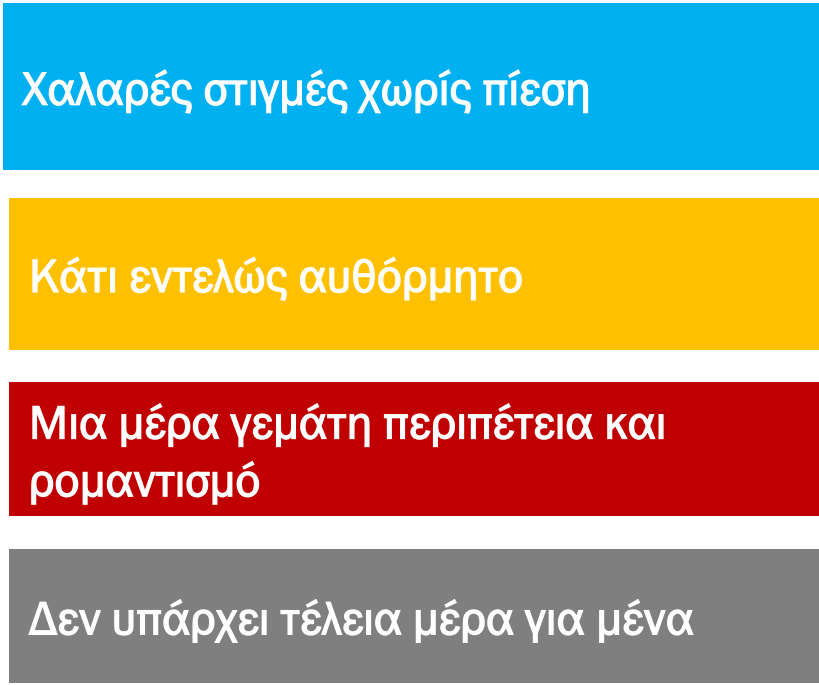 Χαλαρές στιγμές χωρίς πίεση
Κάτι εντελώς αυθόρμητο
Μια μέρα γεμάτη περιπέτεια και
ρομαντισμό
Δεν υπάρχει τέλεια μέρα για μένα